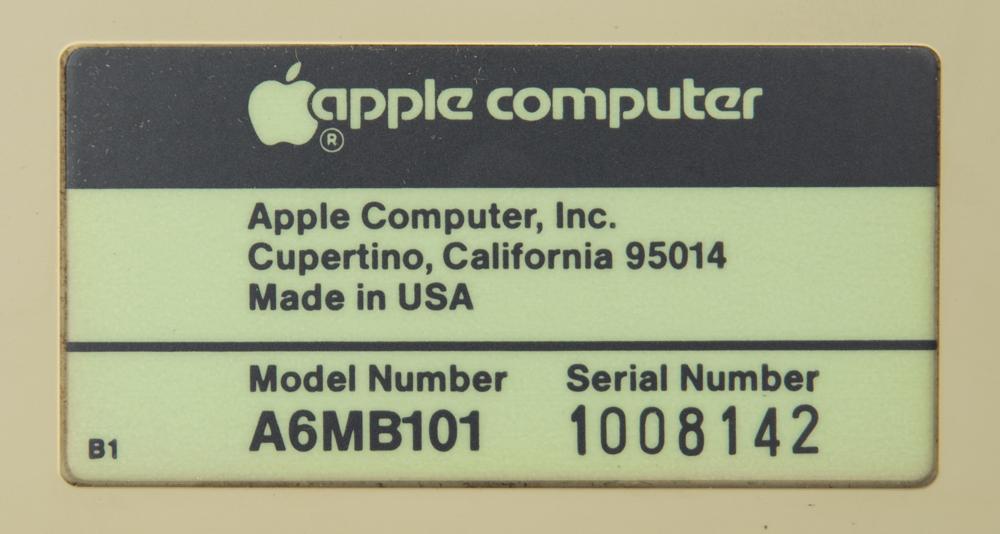 apple computer
®
Apple Computer, Inc.
Cupertino, California 95014
Made in USA
Model Number Serial Number
A6MB101 1008142
B1